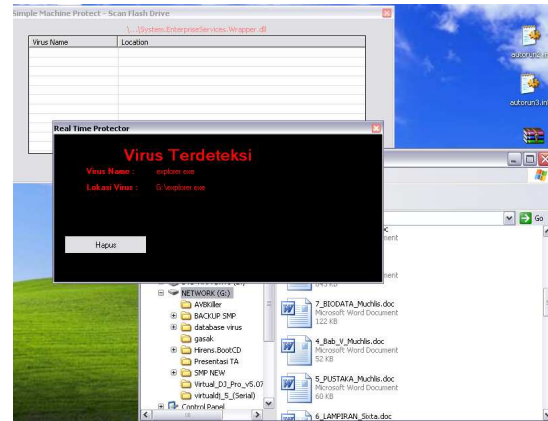 Simple Machine Protect - Scan Flash Drive
\...\System.EnterpriseServices.Wrapper.dll
Virus Name
Location
autorun2.in
autorun3.in
Real Time Protector
Virus Terdeteksi
Virus Name :
explorer.exe
Lokasi Virus :
G:\explorer.exe
Hapus
Go
NETWORK (G:)
AVBKiller
BACKUP SMP
database virus
gasak
Hirens.BootCD
Presentasi TA
SMP NEW
Virtual_DJ_Pro_v5.07
virtualdj_5_(Serial)
Control Panel
7_BIODATA_Muchlis.doc
Microsoft Word Document
122 KB
4_Bab_V_Muchlis.doc
Microsoft Word Document
52 KB
5_PUSTAKA_Muchlis.doc
Microsoft Word Document
60 KB
6_LAMPIRAN_Sixta.doc